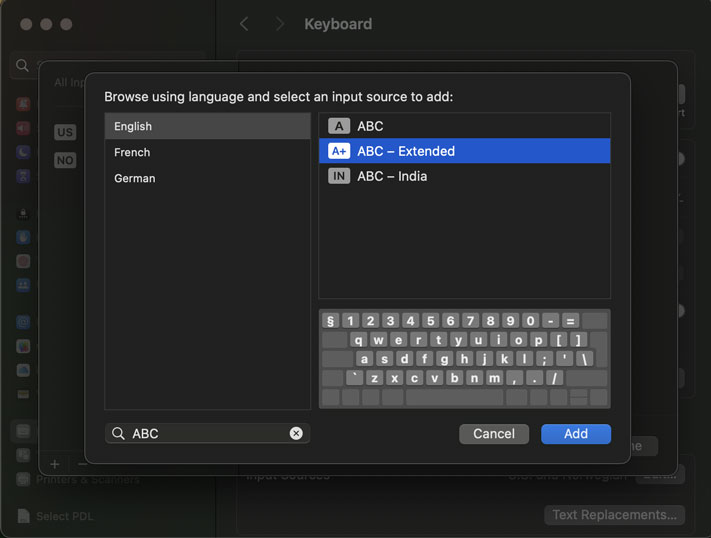 Keyboard
All Inp
Browse using language and select an input source to add:
English
French
German
A ABC
A+ ABC – Extended
IN ABC – India
US
NO
§ 1 2 3 4 5 6 7 8 9 0 - =
q w e r t y u i o p [ ]
a s d f g h j k l ; ' \
` z x c v b n m , . /
ABC
Cancel
Add
+ −
Printers & Scanners
Input Sources
U.S. and Norwegian
Select PDL
Text Replacements...